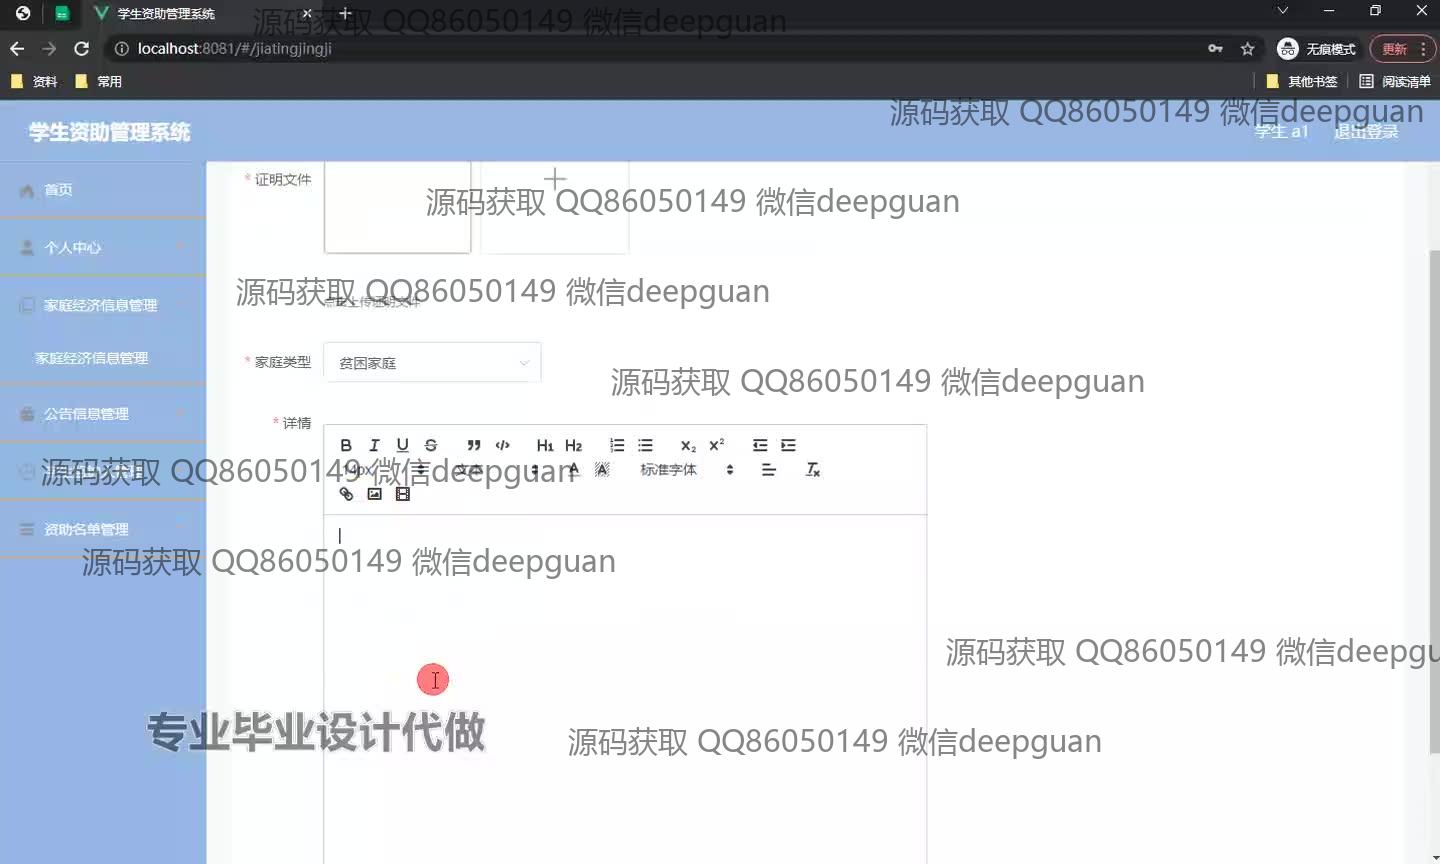 学生资助管理系统
源码获取 QQ86050149 微信deepguan
localhost:8081/#/jiatingjingji
无痕模式
更新
资料
常用
其他书签
阅读清单
源码获取 QQ86050149 微信deepguan
学生资助管理系统
学生 a1
退出登录
首页
* 证明文件
源码获取 QQ86050149 微信deepguan
个人中心
源码获取 QQ86050149 微信deepguan
家庭经济信息管理
点击上传证明文件
家庭经济信息管理
* 家庭类型
贫困家庭
源码获取 QQ86050149 微信deepguan
公告信息管理
* 详情
B I U S H1 H2 X2 X2
14px
文本
标准字体
源码获取 QQ86050149 微信deepguan
资助名单管理
源码获取 QQ86050149 微信deepguan
源码获取 QQ86050149 微信deepgu
专业毕业设计代做
源码获取 QQ86050149 微信deepguan